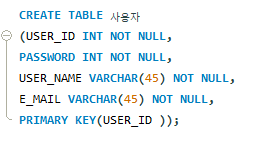 CREATE TABLE 사용자
(USER_ID INT NOT NULL,
PASSWORD INT NOT NULL,
USER_NAME VARCHAR(45) NOT NULL,
E_MAIL VARCHAR(45) NOT NULL,
PRIMARY KEY(USER_ID ));